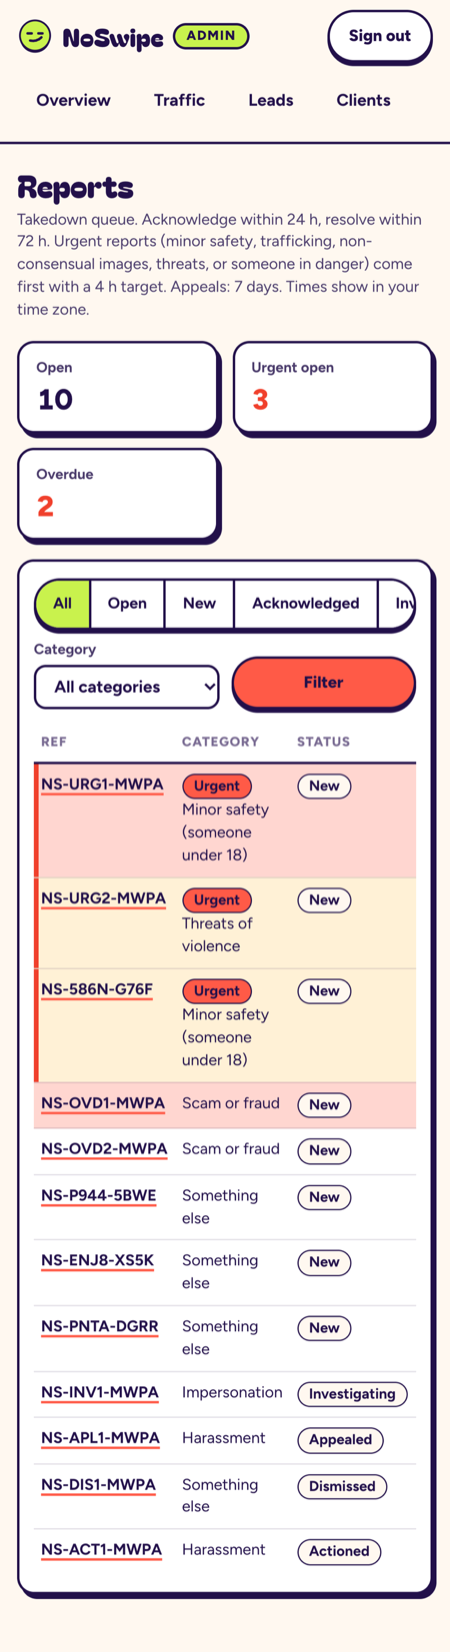 NoSwipe ADMIN Sign out
Overview Traffic Leads Clients
Reports
Takedown queue. Acknowledge within 24 h, resolve within
72 h. Urgent reports (minor safety, trafficking, non-
consensual images, threats, or someone in danger) come
first with a 4 h target. Appeals: 7 days. Times show in your
time zone.
Open
10
Urgent open
3
Overdue
2
All Open New Acknowledged Inv
Category
All categories Filter
REF CATEGORY STATUS
NS-URG1-MWPA Urgent New
Minor safety
(someone
under 18)
NS-URG2-MWPA Urgent New
Threats of
violence
NS-586N-G76F Urgent New
Minor safety
(someone
under 18)
NS-OVD1-MWPA Scam or fraud New
NS-OVD2-MWPA Scam or fraud New
NS-P944-5BWE Something New
else
NS-ENJ8-XS5K Something New
else
NS-PNTA-DGRR Something New
else
NS-INV1-MWPA Impersonation Investigating
NS-APL1-MWPA Harassment Appealed
NS-DIS1-MWPA Something Dismissed
else
NS-ACT1-MWPA Harassment Actioned